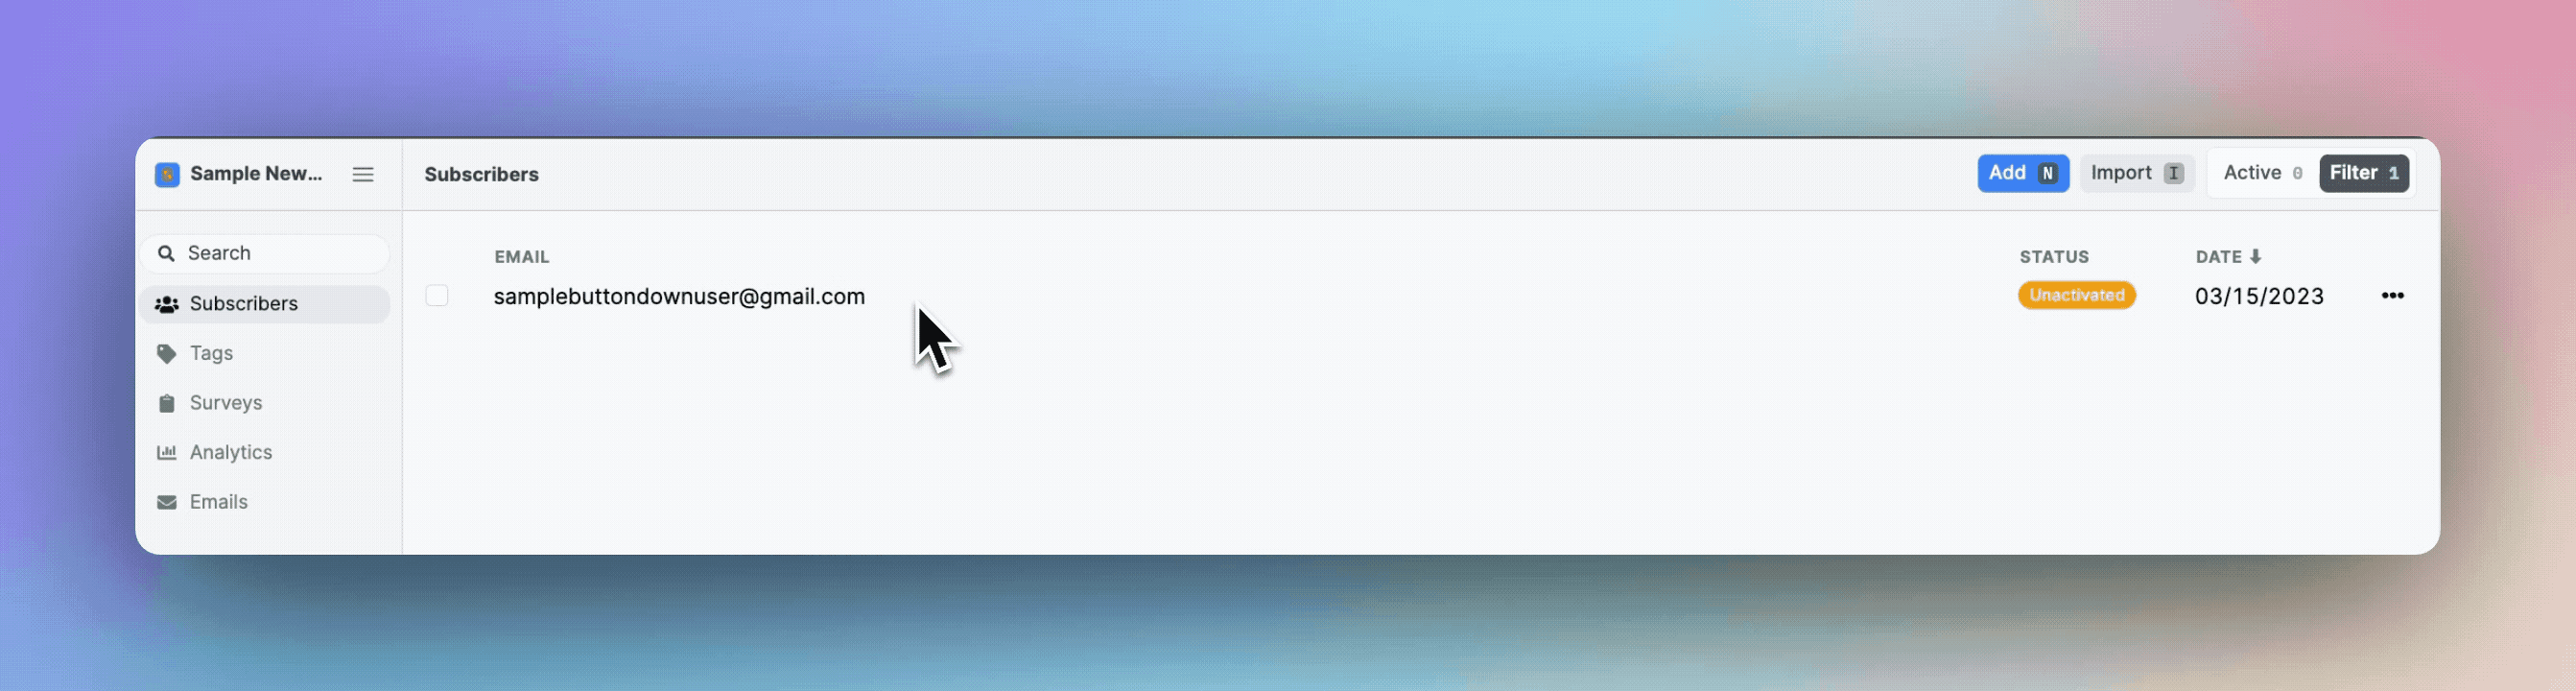 Sample New...
Subscribers
Add N
Import I
Active 0
Filter 1
Search
Subscribers
Tags
Surveys
Analytics
Emails
EMAIL
STATUS
DATE ⬇
samplebuttondownuser@gmail.com
Unactivated
03/15/2023